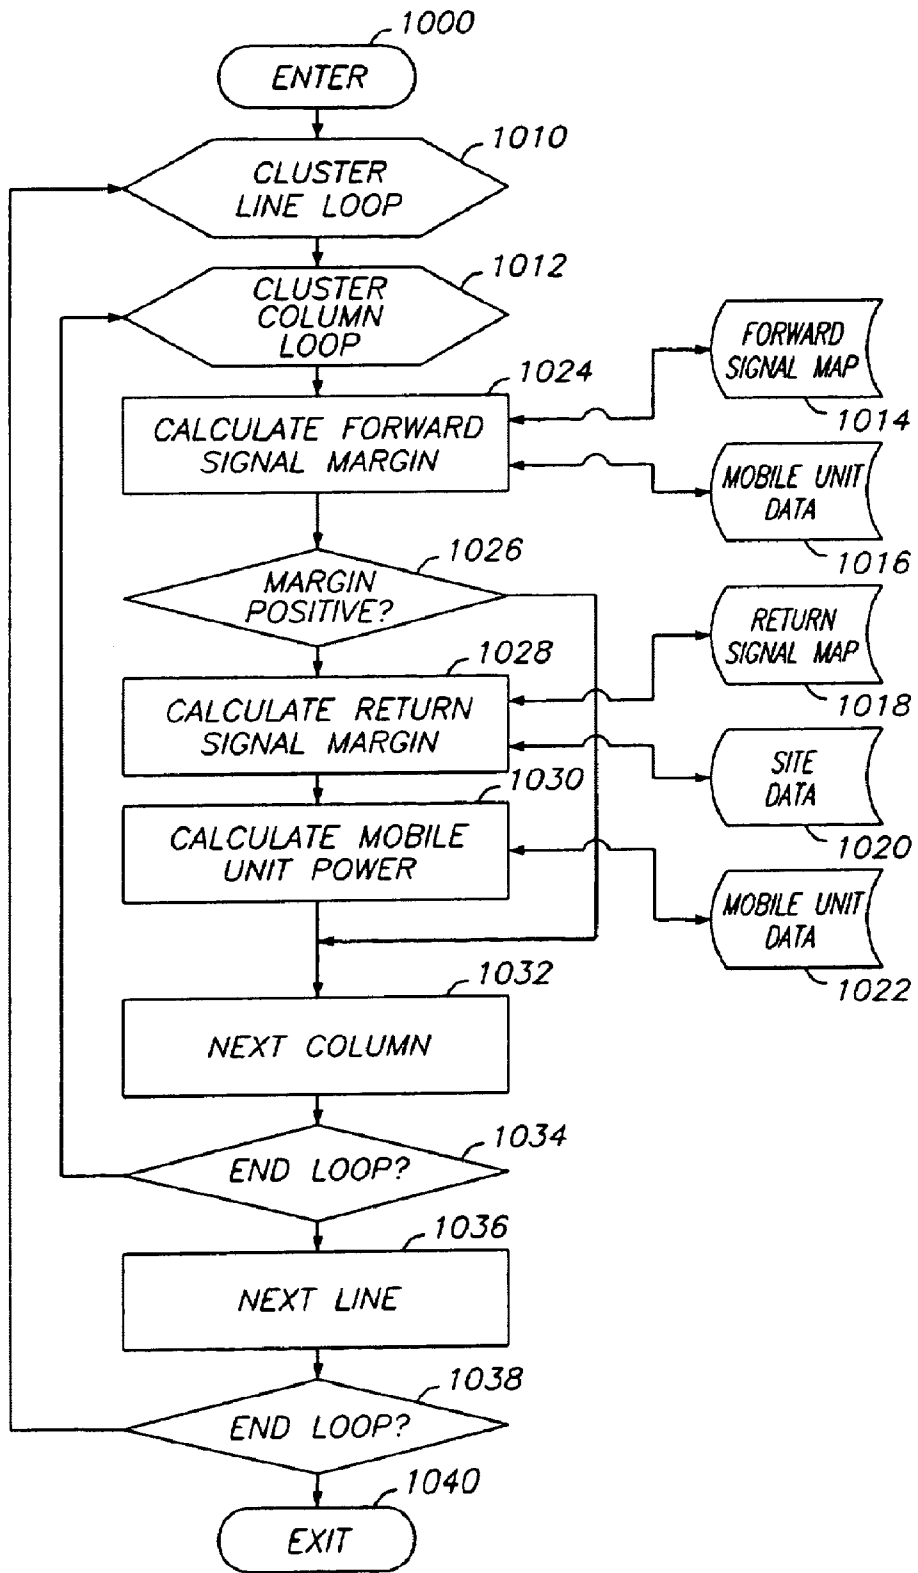 1000
ENTER
1010
CLUSTER
LINE LOOP
1012
CLUSTER
COLUMN
LOOP
FORWARD
SIGNAL MAP
1014
1024
CALCULATE FORWARD
SIGNAL MARGIN
MOBILE UNIT
DATA
1016
1026
MARGIN
POSITIVE?
RETURN
SIGNAL MAP
1018
1028
CALCULATE RETURN
SIGNAL MARGIN
SITE
DATA
1020
1030
CALCULATE MOBILE
UNIT POWER
MOBILE UNIT
DATA
1022
1032
NEXT COLUMN
1034
END LOOP?
1036
NEXT LINE
1038
END LOOP?
1040
EXIT